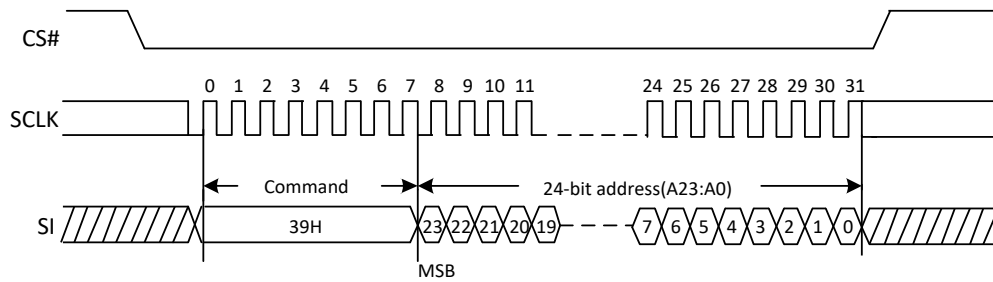 CS#
0 1 2 3 4 5 6 7 8 9 10 11 24 25 26 27 28 29 30 31
SCLK
Command 24-bit address(A23:A0)
SI 39H 23 22 21 20 19 7 6 5 4 3 2 1 0
MSB